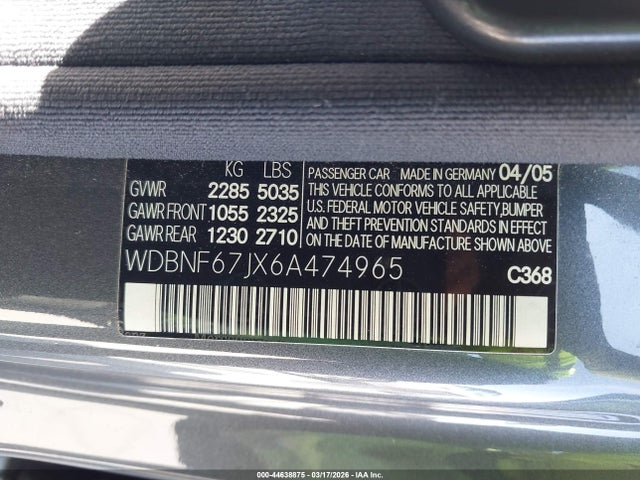 KG LBS
GVWR 2285 5035
GAWR FRONT 1055 2325
GAWR REAR 1230 2710
PASSENGER CAR MADE IN GERMANY 04/05
THIS VEHICLE CONFORMS TO ALL APPLICABLE
U.S. FEDERAL MOTOR VEHICLE SAFETY,BUMPER,
AND THEFT PREVENTION STANDARDS IN EFFECT
ON THE DATE OF MANUFACTURE SHOWN ABOVE
WDBNF67JX6A474965
C368
000-44638875 - 03/17/2026 - IAA Inc.